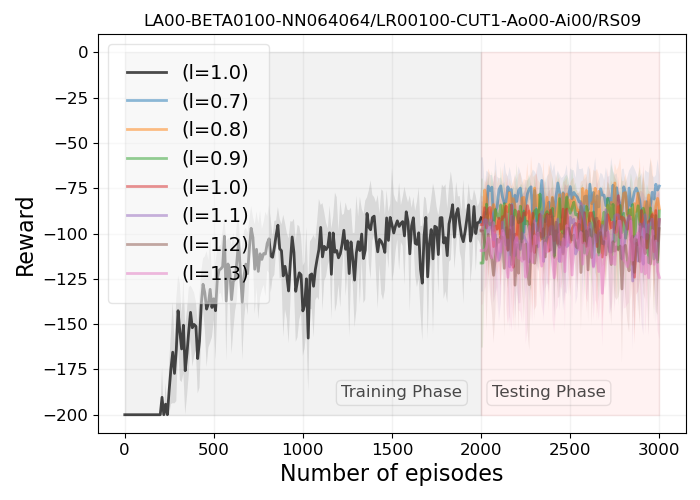 LA00-BETA0100-NN064064/LR00100-CUT1-Ao00-Ai00/RS09
0
−25
−50
−75
−100
−125
−150
−175
−200
Reward
(l=1.0)
(l=0.7)
(l=0.8)
(l=0.9)
(l=1.0)
(l=1.1)
(l=1.2)
(l=1.3)
Training Phase
Testing Phase
0
500
1000
1500
2000
2500
3000
Number of episodes